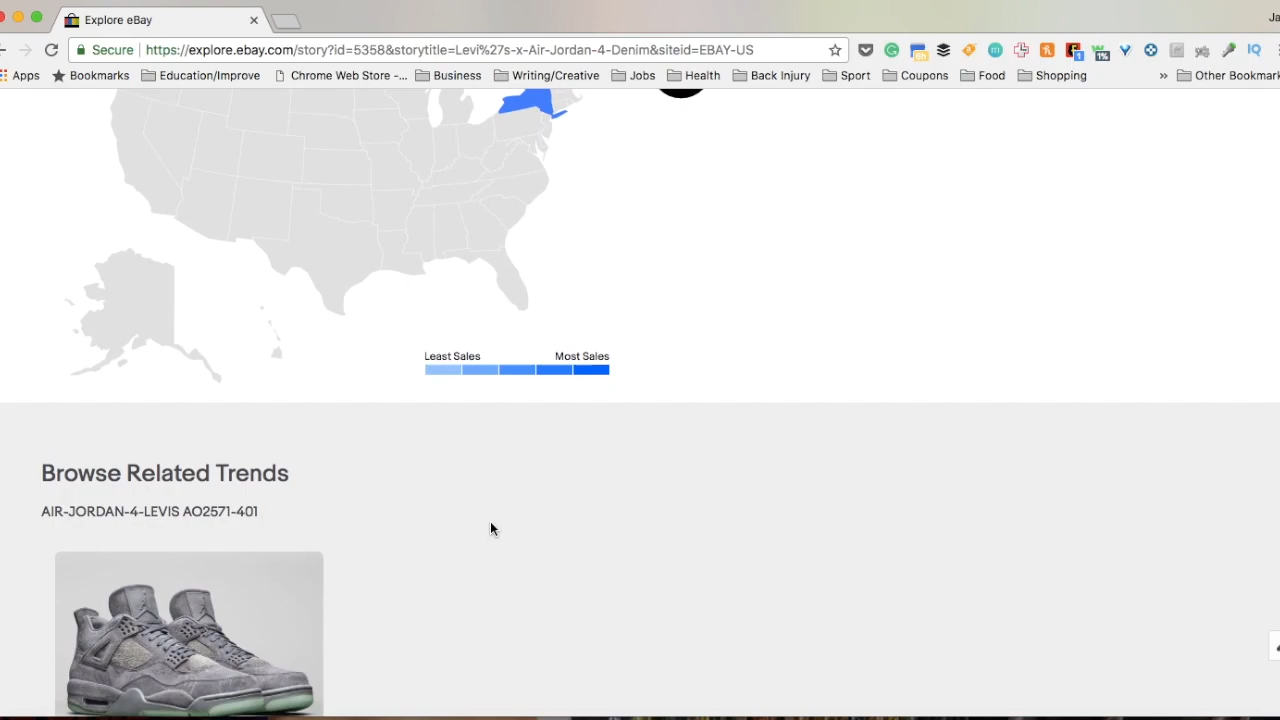 Explore eBay
Ja
Secure https://explore.ebay.com/story?id=5358&storytitle=Levi%27s-x-Air-Jordan-4-Denim&siteid=EBAY-US
Apps Bookmarks Education/Improve Chrome Web Store -... Business Writing/Creative Jobs Health Back Injury Sport Coupons Food Shopping » Other Bookmar
Least Sales Most Sales
Browse Related Trends
AIR-JORDAN-4-LEVIS AO2571-401